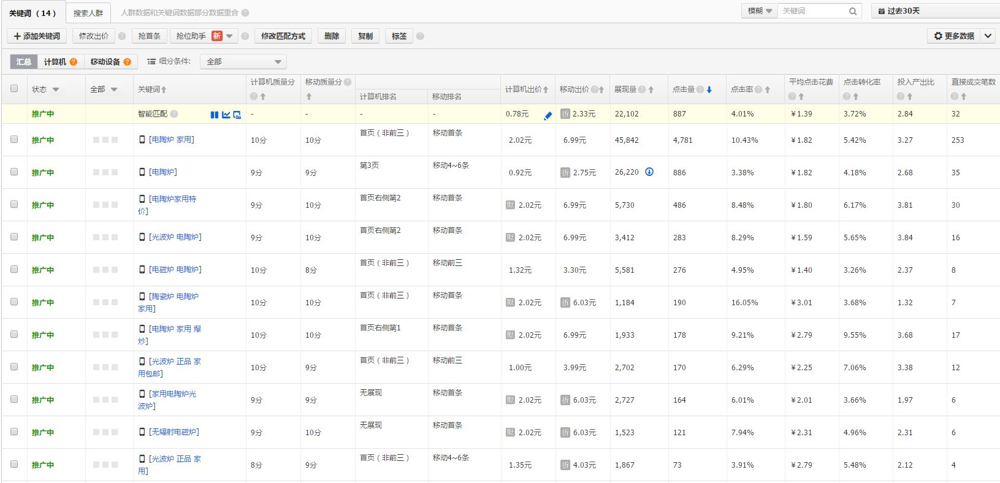 关键词（14）
搜索人群
人群数据和关键词数据部分数据重合
模糊
关键词
过去30天
添加关键词
修改出价
抢首条
抢位助手
新
修改匹配方式
删除
复制
标签
更多数据
汇总
计算机
移动设备
细分条件:
全部
状态
全部
关键词
计算机质量分
移动质量分
计算机排名
移动排名
计算机出价
移动出价
展现量
点击量
点击率
平均点击花费
点击转化率
投入产出比
直接成交笔数
推广中 智能匹配 - - - - 0.78元 折 2.33元 22,102 887 4.01% ￥1.39 3.72% 2.84 32
推广中 [电陶炉 家用] 10分 10分 首页（非前三） 移动首条 2.02元 6.99元 45,842 4,781 10.43% ￥1.82 5.42% 3.27 253
推广中 [电陶炉] 9分 9分 第3页 移动4~6条 0.92元 折 2.75元 26,220 886 3.38% ￥1.82 4.18% 2.68 35
推广中 [电陶炉家用特
价] 9分 10分 首页右侧第2 移动首条 默 2.02元 6.99元 5,730 486 8.48% ￥1.80 6.17% 3.81 30
推广中 [光波炉 电陶炉] 9分 10分 首页右侧第2 移动首条 默 2.02元 6.99元 3,412 283 8.29% ￥1.59 5.65% 3.84 16
推广中 [电磁炉 电陶炉] 10分 8分 首页（非前三） 移动前三 1.32元 3.30元 5,581 276 4.95% ￥1.40 3.26% 2.37 8
推广中 [陶瓷炉 电陶炉
家用] 10分 10分 首页（非前三） 移动首条 默 2.02元 折 6.03元 1,184 190 16.05% ￥3.01 3.68% 1.32 7
推广中 [电陶炉 家用 爆
炒] 10分 10分 首页右侧第1 移动首条 默 2.02元 6.99元 1,933 178 9.21% ￥2.79 9.55% 3.68 17
推广中 [光波炉 正品 家
用包邮] 10分 9分 首页（非前三） 移动前三 1.00元 3.99元 2,702 170 6.29% ￥2.25 7.06% 3.38 12
推广中 [家用电陶炉光
波炉] 9分 9分 无展现 移动首条 默 2.02元 折 6.03元 2,727 164 6.01% ￥2.01 3.66% 1.97 6
推广中 [无辐射电磁炉] 9分 10分 无展现 移动首条 默 2.02元 折 6.03元 1,523 121 7.94% ￥2.31 4.96% 2.31 6
推广中 [光波炉 正品 家
用] 8分 9分 首页（非前三） 移动4~6条 1.35元 折 4.03元 1,867 73 3.91% ￥2.79 5.48% 2.12 4